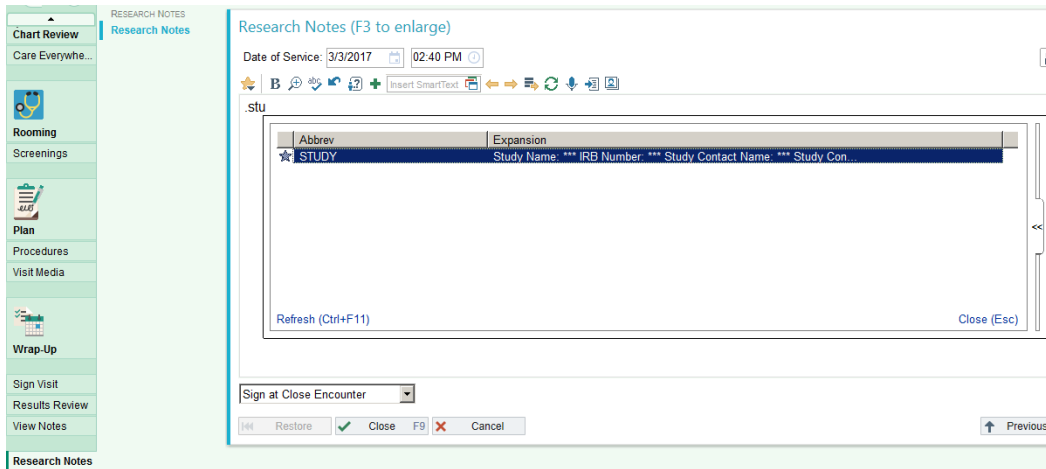 Chart Review
Care Everywhe...
Rooming
Screenings
Plan
Procedures
Visit Media
Wrap-Up
Sign Visit
Results Review
View Notes
Research Notes
RESEARCH NOTES
Research Notes
Research Notes (F3 to enlarge)
Date of Service: 3/3/2017 02:40 PM
B abc Insert SmartText
.stu
Abbrev Expansion
STUDY Study Name: *** IRB Number: *** Study Contact Name: *** Study Con...
<<
Refresh (Ctrl+F11) Close (Esc)
Sign at Close Encounter
Restore Close F9 Cancel Previous